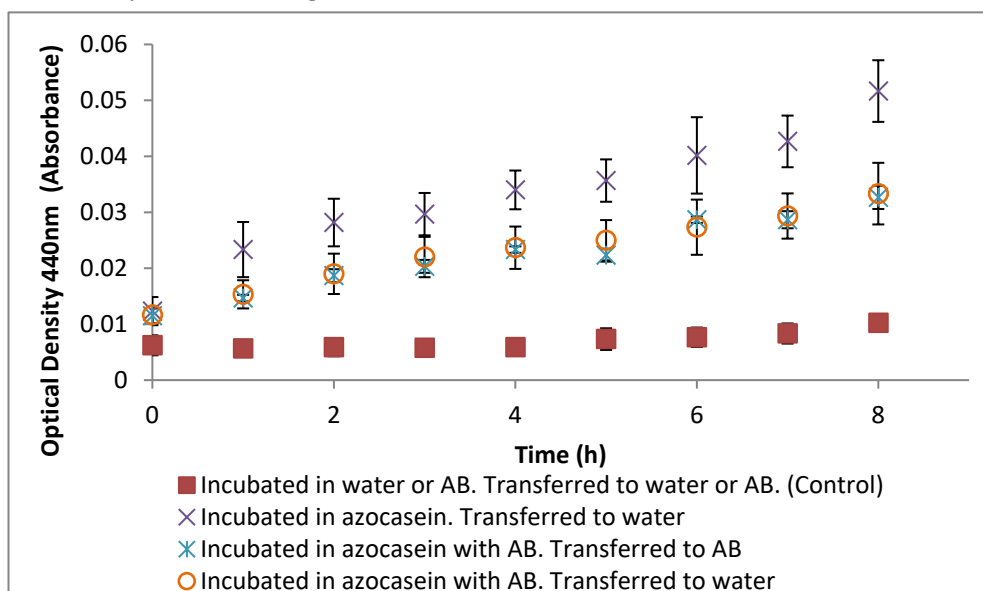 0.06
0.05
0.04
0.03
0.02
0.01
0
Optical Density 440nm (Absorbance)
0 2 4 6 8
Time (h)
Incubated in water or AB. Transferred to water or AB. (Control)
Incubated in azocasein. Transferred to water
Incubated in azocasein with AB. Transferred to AB
Incubated in azocasein with AB. Transferred to water